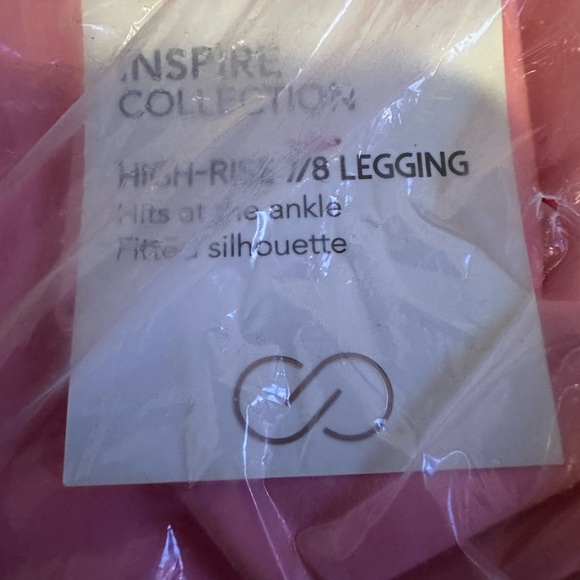 INSPIRE
COLLECTION
HIGH-RISE 7/8 LEGGING
Hits at the ankle
Fitted silhouette